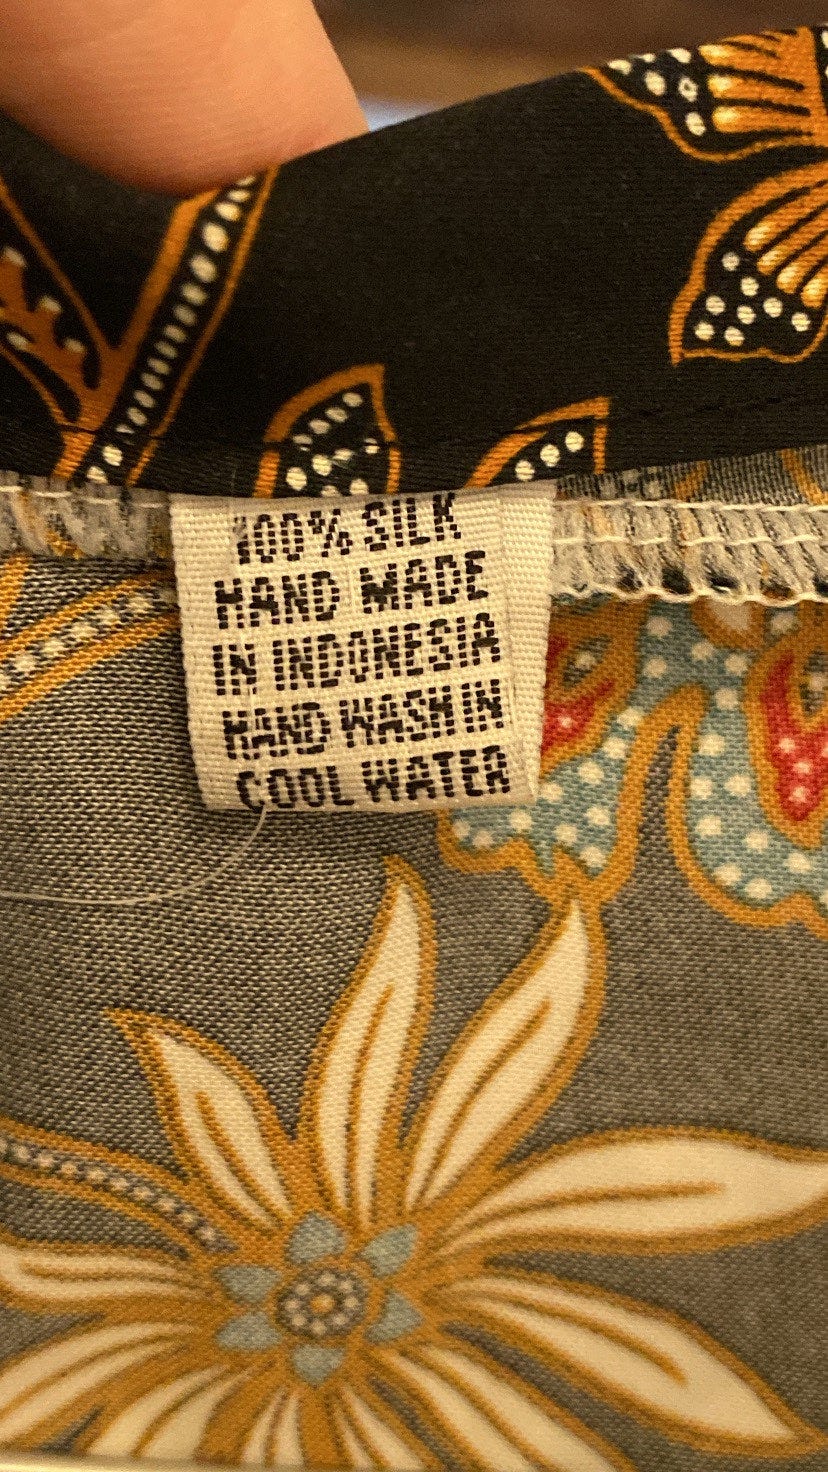 100% SILK
HAND MADE
IN INDONESIA
HAND WASH IN
COOL WATER